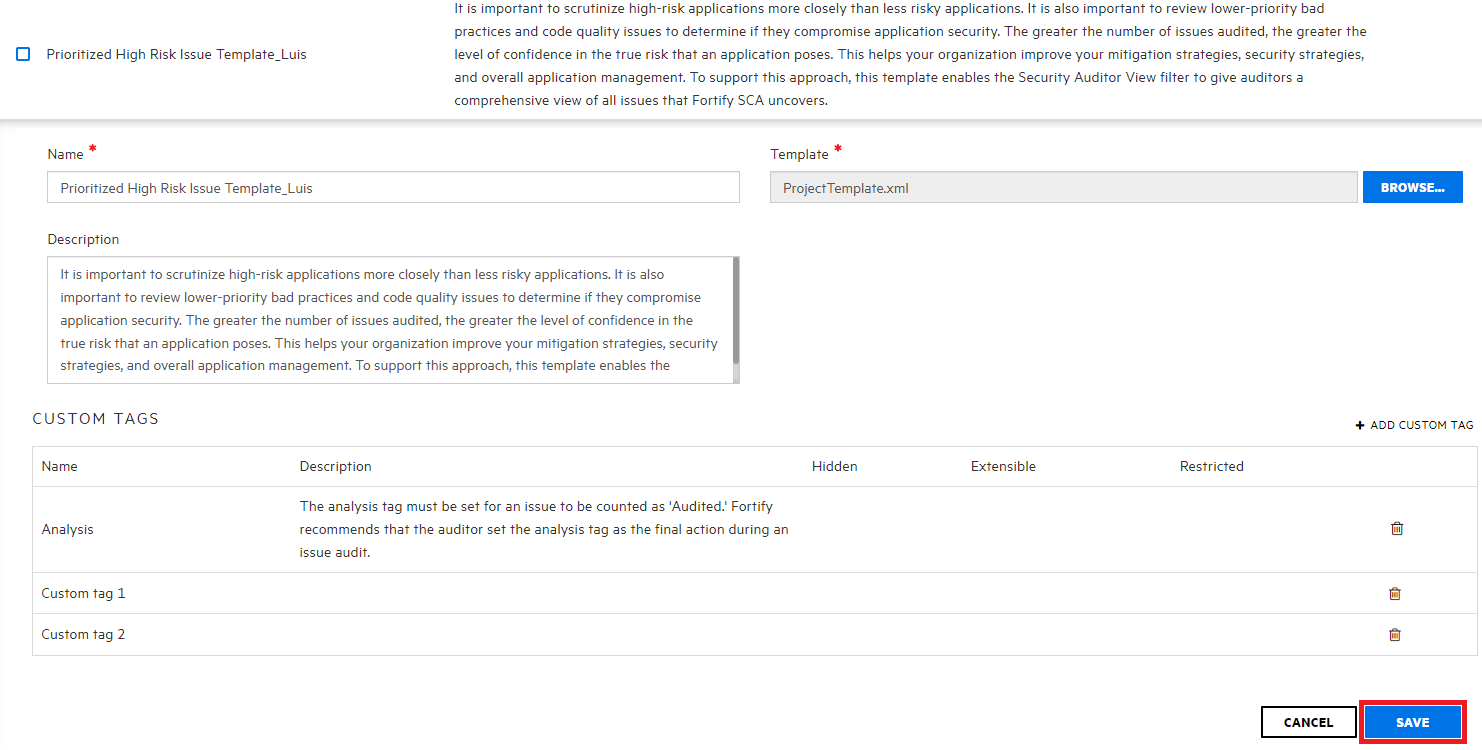 It is important to scrutinize high-risk applications more closely than less risky applications. It is also important to review lower-priority bad
practices and code quality issues to determine if they compromise application security. The greater the number of issues audited, the greater the
Prioritized High Risk Issue Template_Luis
level of confidence in the true risk that an application poses. This helps your organization improve your mitigation strategies, security strategies,
and overall application management. To support this approach, this template enables the Security Auditor View filter to give auditors a
comprehensive view of all issues that Fortify SCA uncovers.
Name *
Template *
Prioritized High Risk Issue Template_Luis
ProjectTemplate.xml
BROWSE...
Description
It is important to scrutinize high-risk applications more closely than less risky applications. It is also
important to review lower-priority bad practices and code quality issues to determine if they compromise
application security. The greater the number of issues audited, the greater the level of confidence in the
true risk that an application poses. This helps your organization improve your mitigation strategies, security
strategies, and overall application management. To support this approach, this template enables the
CUSTOM TAGS
+ ADD CUSTOM TAG
Name Description Hidden Extensible Restricted
Analysis
The analysis tag must be set for an issue to be counted as 'Audited.' Fortify
recommends that the auditor set the analysis tag as the final action during an
issue audit.
Custom tag 1
Custom tag 2
CANCEL
SAVE